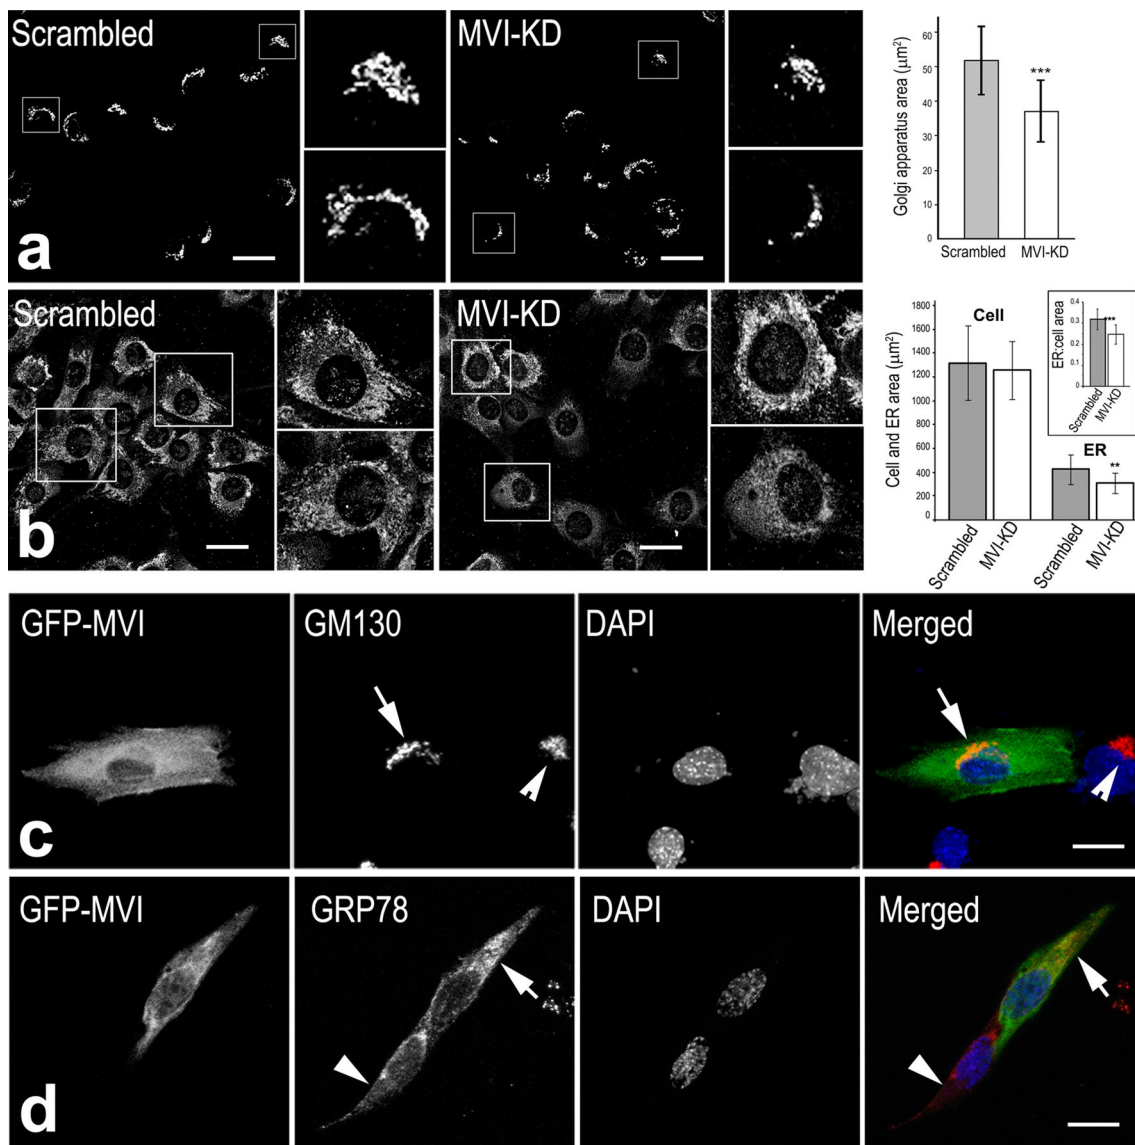 Scrambled
MVI-KD
a
Golgi apparatus area (µm²)
60
50
40
30
20
10
0
***
Scrambled MVI-KD
Scrambled
MVI-KD
b
Cell and ER area (µm²)
1800
1600
1400
1200
1000
800
600
400
200
0
Cell
ER
**
Scrambled
MVI-KD
Scrambled
MVI-KD
ER:cell area
0.4
0.3
0.2
0.1
0
***
Scrambled
MVI-KD
GFP-MVI
GM130
DAPI
Merged
c
GFP-MVI
GRP78
DAPI
Merged
d